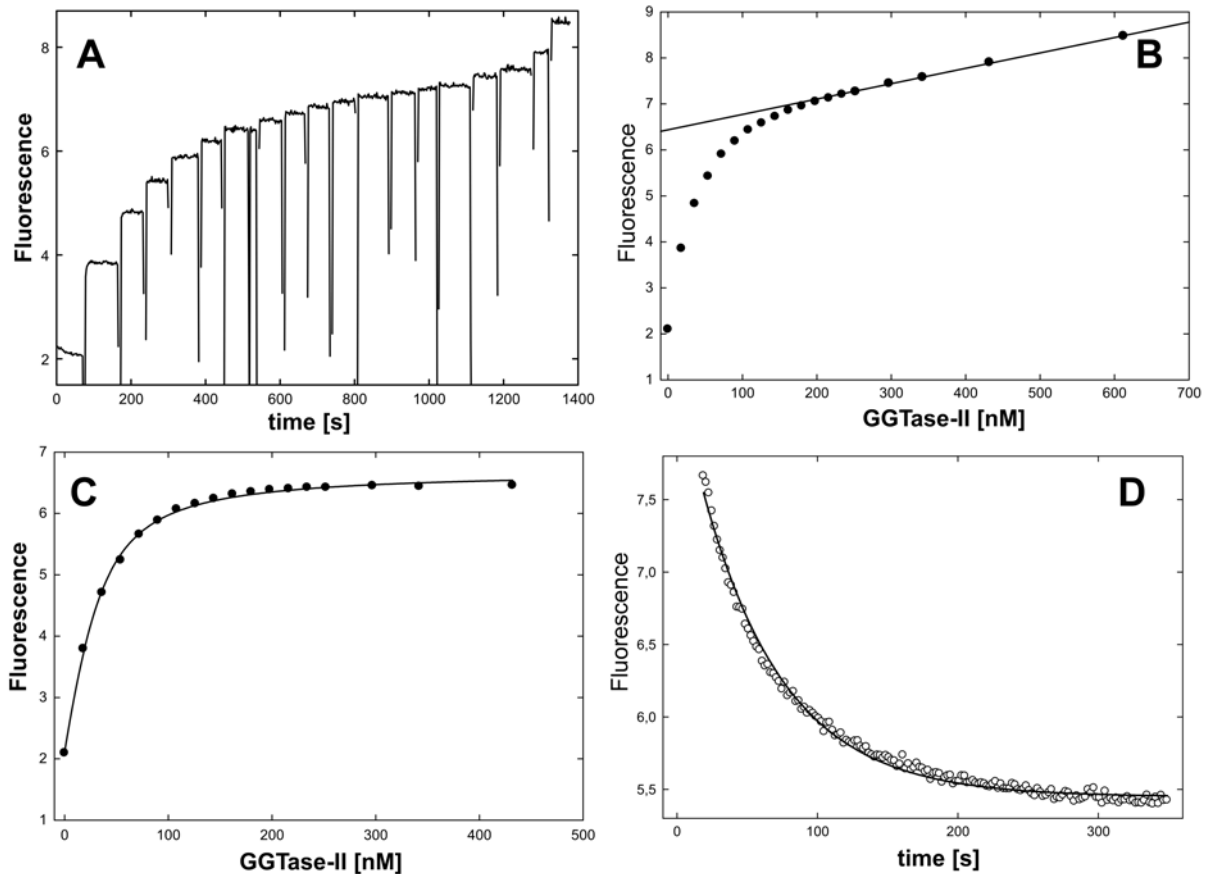 A
Fluorescence
8
6
4
2
0 200 400 600 800 1000 1200 1400
time [s]
B
Fluorescence
9
8
7
6
5
4
3
2
1
0 100 200 300 400 500 600 700
GGTase-II [nM]
C
Fluorescence
7
6
5
4
3
2
1
0 100 200 300 400 500
GGTase-II [nM]
D
Fluorescence
7,5
7,0
6,5
6,0
5,5
0 100 200 300
time [s]